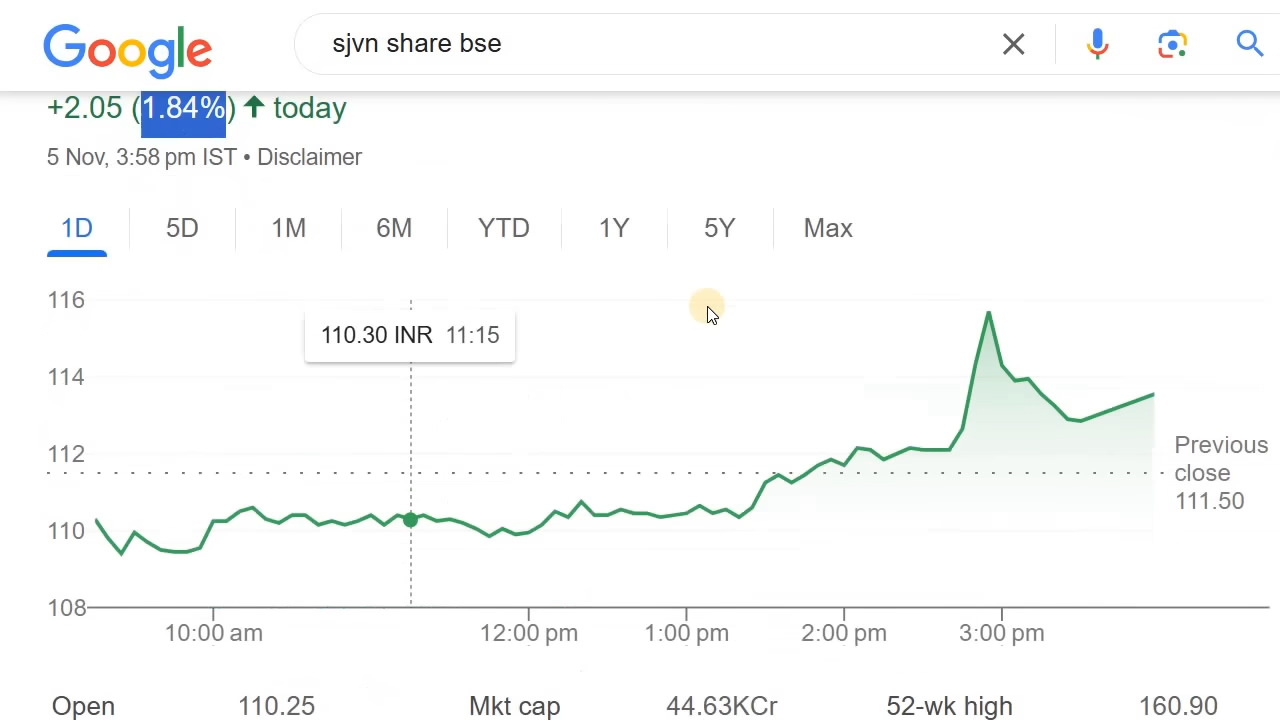 Google
sjvn share bse
+2.05 (1.84%) ↑ today
5 Nov, 3:58 pm IST • Disclaimer
1D 5D 1M 6M YTD 1Y 5Y Max
116
110.30 INR 11:15
114
112
Previous
close
111.50
110
108
10:00 am 12:00 pm 1:00 pm 2:00 pm 3:00 pm
Open 110.25 Mkt cap 44.63KCr 52-wk high 160.90